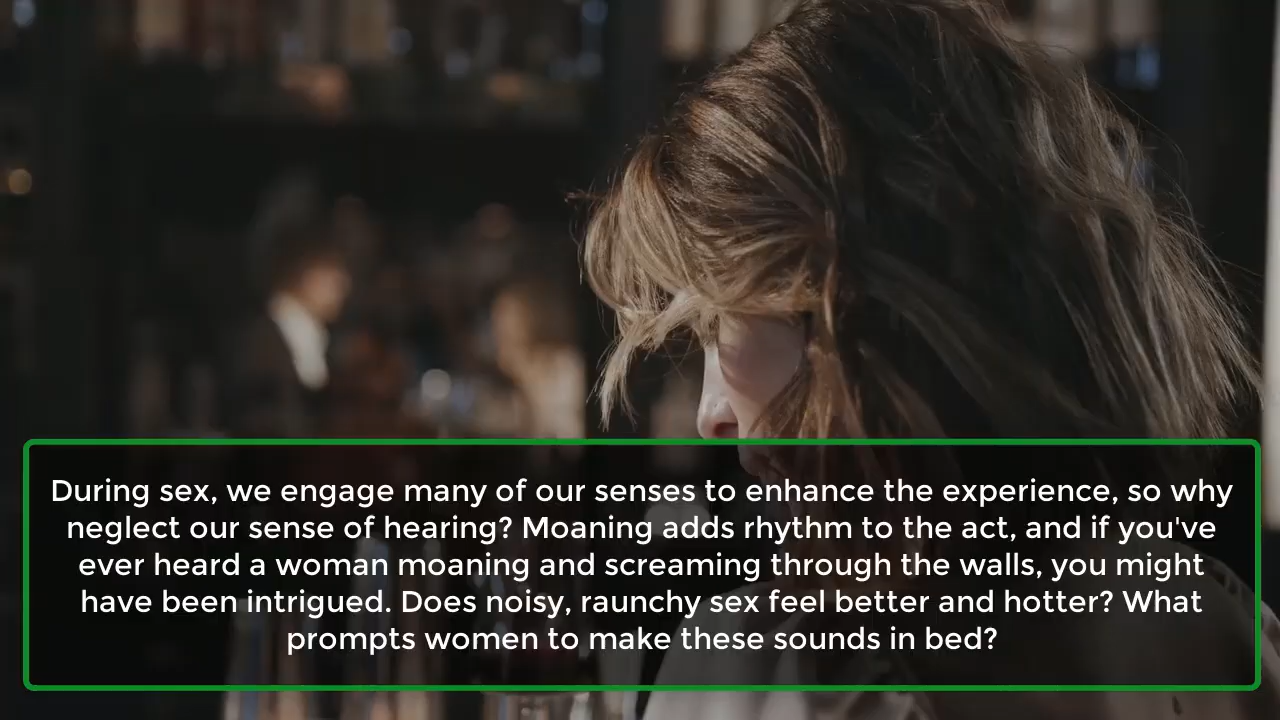 During sex, we engage many of our senses to enhance the experience, so why
neglect our sense of hearing? Moaning adds rhythm to the act, and if you've
ever heard a woman moaning and screaming through the walls, you might
have been intrigued. Does noisy, raunchy sex feel better and hotter? What
prompts women to make these sounds in bed?